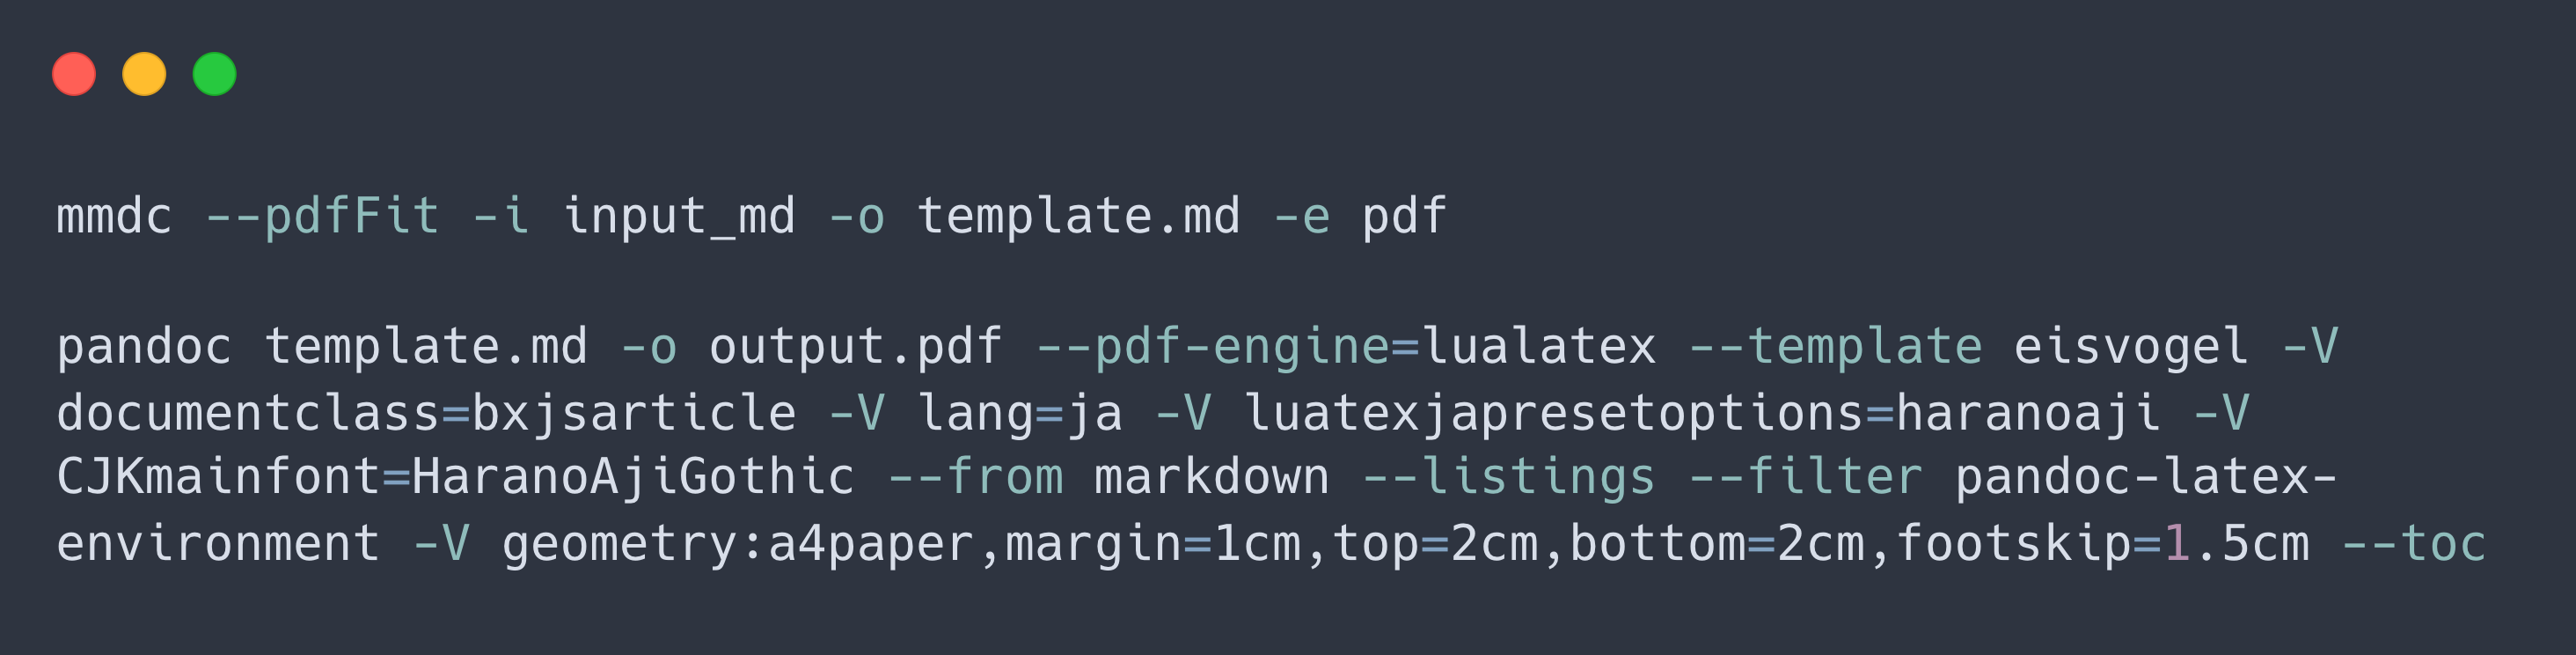 mmdc --pdfFit -i input_md -o template.md -e pdf
pandoc template.md -o output.pdf --pdf-engine=lualatex --template eisvogel -V
documentclass=bxjsarticle -V lang=ja -V luatexjapresetoptions=haranoaji -V
CJKmainfont=HaranoAjiGothic --from markdown --listings --filter pandoc-latex-
environment -V geometry:a4paper,margin=1cm,top=2cm,bottom=2cm,footskip=1.5cm --toc